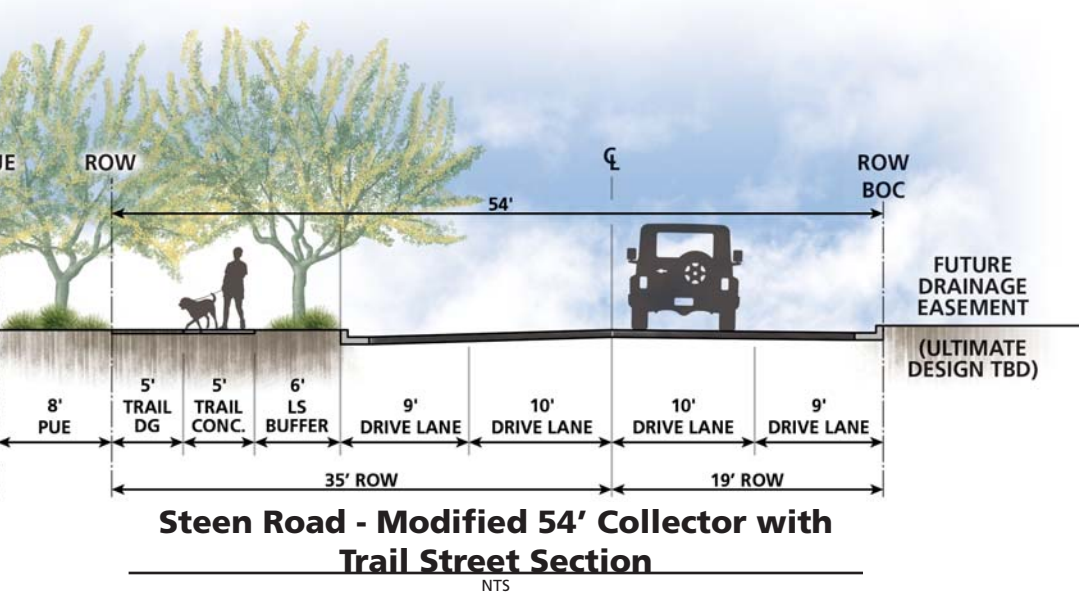 ROW
ROW
BOC
54'
FUTURE
DRAINAGE
EASEMENT
(ULTIMATE
DESIGN TBD)
8'
PUE
5'
TRAIL
DG
5'
TRAIL
CONC.
6'
LS
BUFFER
9'
DRIVE LANE
10'
DRIVE LANE
10'
DRIVE LANE
9'
DRIVE LANE
35’ ROW
19’ ROW
Steen Road - Modified 54’ Collector with
Trail Street Section
NTS